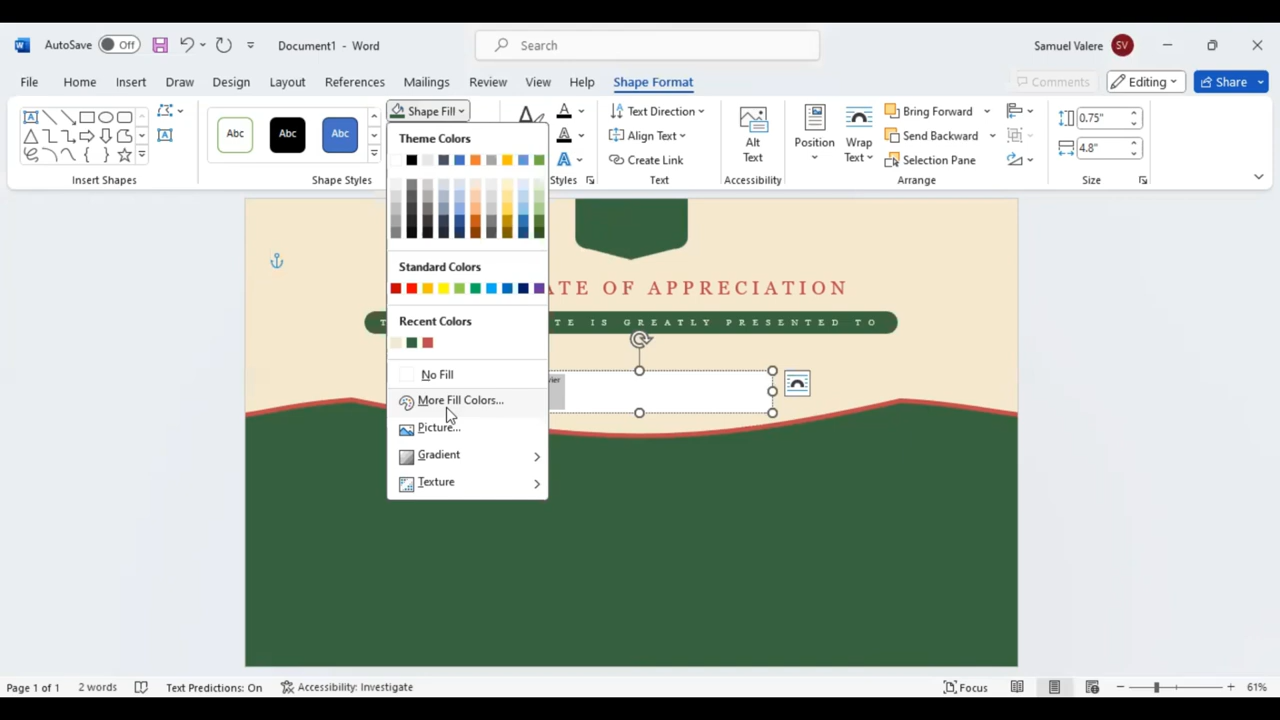 AutoSave Off Document1 - Word Search Samuel Valere SV
File Home Insert Draw Design Layout References Mailings Review View Help Shape Format Comments Editing Share
Shape Fill
Abc Abc Abc
Insert Shapes
Shape Styles
Styles
Text Direction
Align Text
Create Link
Text
Alt
Text
Accessibility
Position
Wrap
Text
Bring Forward
Send Backward
Selection Pane
Arrange
0.75"
4.8"
Size
Theme Colors
Standard Colors
Recent Colors
No Fill
More Fill Colors...
Picture...
Gradient
Texture
ATE OF APPRECIATION
T TE IS GREATLY PRESENTED TO
vier
Page 1 of 1 2 words Text Predictions: On Accessibility: Investigate Focus 61%